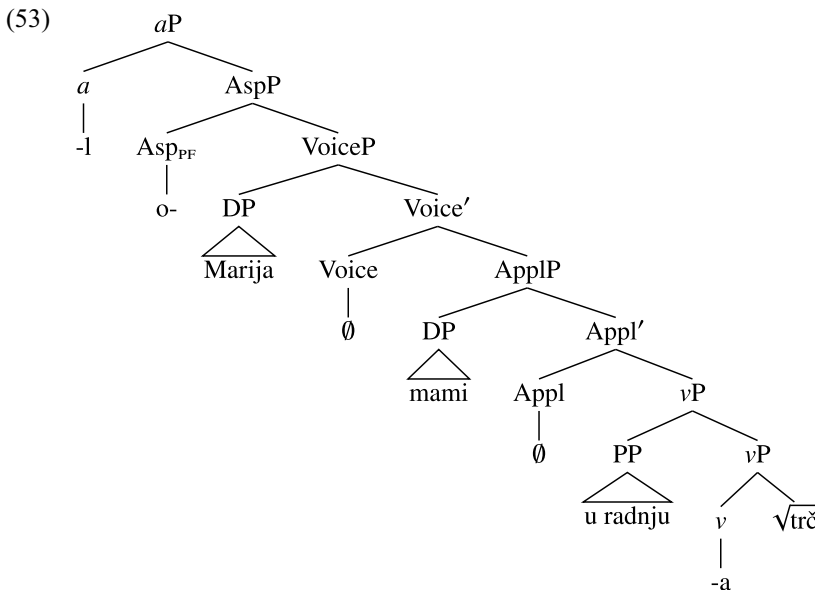 (53)
aP
a AspP
-l Asp_PF VoiceP
o- DP Voice′
Marija Voice ApplP
∅ DP Appl′
mami Appl vP
∅ PP vP
u radnju v √trč
-a